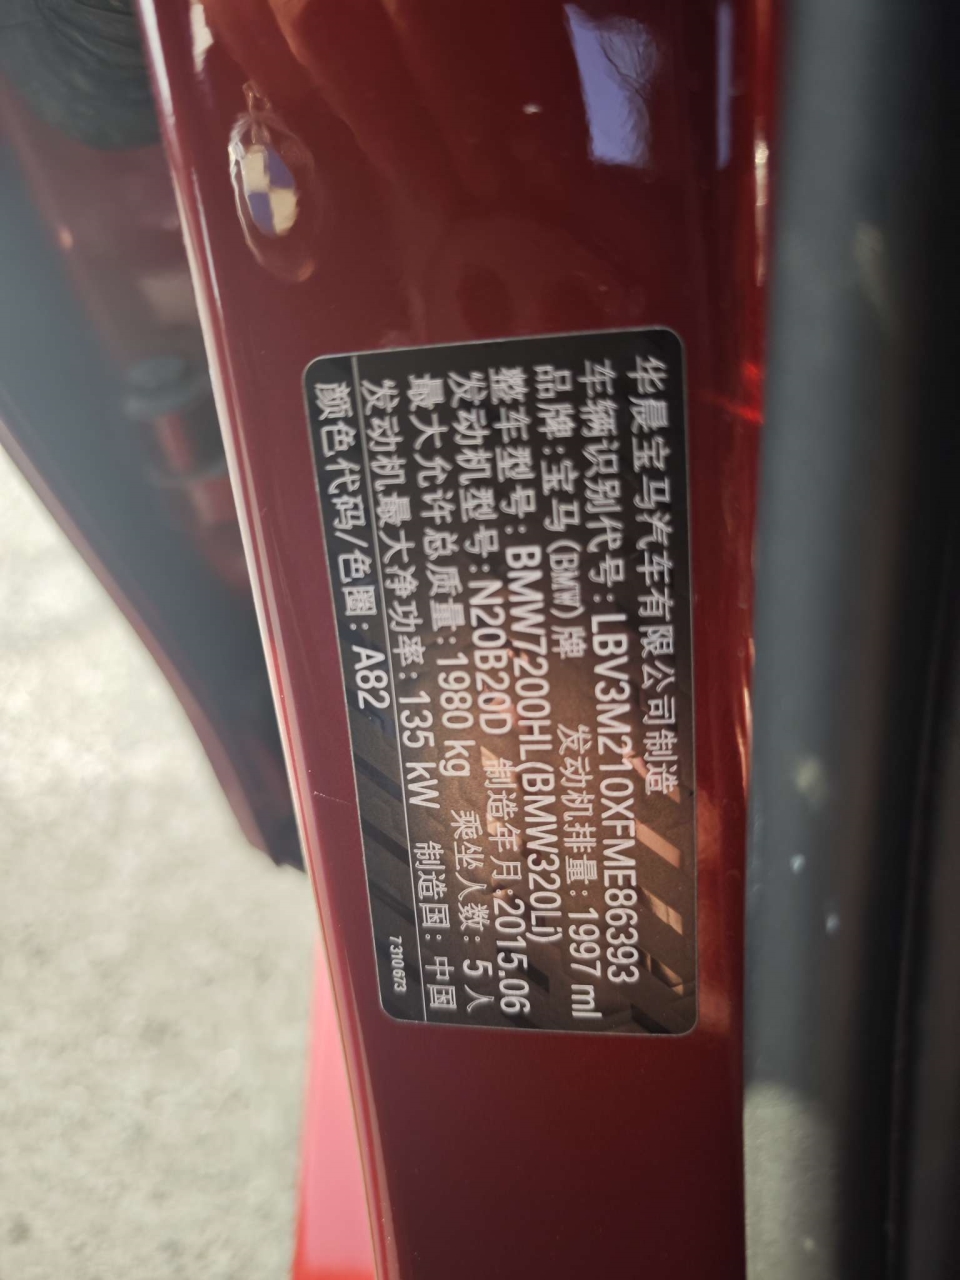 华晨宝马汽车有限公司制造
车辆识别代号：LBV3M210XFME86393
品牌：宝马(BMW)牌 发动机排量：1997 ml
整车型号：BMW7200HL(BMW320Li)
发动机型号：N20B20D 制造年月：2015.06
最大允许总质量：1980 kg 乘坐人数：5人
发动机最大净功率：135 kW 制造国：中国
颜色代码/色圈：A82 7310673